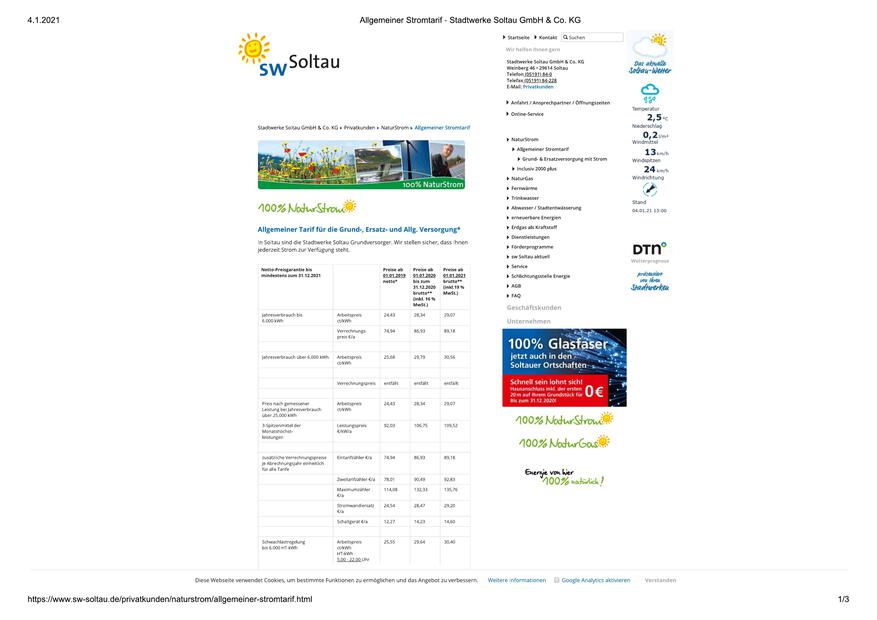 4.1.2021
Allgemeiner Stromtarif - Stadtwerke Soltau GmbH & Co. KG
sw Soltau
Stadtwerke Soltau GmbH & Co. KG Privatkunden NaturStrom Allgemeiner Stromtarif
100% NaturStrom
100% NaturStrom
Allgemeiner Tarif für die Grund-, Ersatz- und Allg. Versorgung*
In Soltau sind die Stadtwerke Soltau Grundversorger. Wir stellen sicher, dass Ihnen
jederzeit Strom zur Verfügung steht.
Netto-Preisgarantie bis mindestens zum 31.12.2021
Preise ab 01.01.2019 netto*
Preise ab 01.07.2020 bis zum 31.12.2020 brutto** (inkl. 16 % MwSt.)
Preise ab 01.01.2021 brutto** (inkl.19 % MwSt.)
Jahresverbrauch bis 6.000 kWh Arbeitspreis ct/kWh 24,43 28,34 29,07
Verrechnungs preis €/a 74,94 86,93 89,18
Jahresverbrauch über 6.000 kWh Arbeitspreis ct/kWh 25,68 29,79 30,56
Verrechnungspreis entfällt entfällt entfällt
Preis nach gemessener Leistung bei Jahresverbrauch über 25.000 kWh Arbeitspreis ct/kWh 24,43 28,34 29,07
3-Spitzenmittel der Monatshöchst-leistungen Leistungspreis €/kW/a 92,03 106,75 109,52
zusätzliche Verrechnungspreise je Abrechnungsjahr einheitlich für alle Tarife Eintarifzähler €/a 74,94 86,93 89,18
Zweitarifzähler €/a 78,01 90,49 92,83
Maximumzähler €/a 114,08 132,33 135,76
Stromwandlersatz €/a 24,54 28,47 29,20
Schaltgerät €/a 12,27 14,23 14,60
Schwachlastregelung bis 6.000 HT-kWh Arbeitspreis ct/kWh HT-kWh 5.00 - 22.00 Uhr 25,55 29,64 30,40
Startseite Kontakt Suchen
Wir helfen Ihnen gern
Stadtwerke Soltau GmbH & Co. KG
Weinberg 46 • 29614 Soltau
Telefon (05191) 84-0
Telefax (05191) 84-228
E-Mail: Privatkunden
Anfahrt / Ansprechpartner / Öffnungszeiten
Online-Service
NaturStrom
Allgemeiner Stromtarif
Grund- & Ersatzversorgung mit Strom
Inclusiv 2000 plus
NaturGas
Fernwärme
Trinkwasser
Abwasser / Stadtentwässerung
erneuerbare Energien
Erdgas als Kraftstoff
Dienstleistungen
Förderprogramme
sw Soltau aktuell
Service
Schlichtungsstelle Energie
AGB
FAQ
Geschäftskunden
Unternehmen
100% Glasfaser
jetzt auch in den
Soltauer Ortschaften
Schnell sein lohnt sich!
Hausanschluss inkl. der ersten
20 m auf Ihrem Grundstück für
Bis zum 31.12.2020!
0€
100% NaturStrom
100% NaturGas
Energie von hier
100% natürlich!
Das aktuelle
Soltau-Wetter
Temperatur
2,5 °C
Niederschlag
0,2 l/m²
Windmittel
13 km/h
Windspitzen
24 km/h
Windrichtung
Stand
04.01.21 13:00
DTN
Wetterprognose
präsentiert
von Ihren
Stadtwerken
Diese Webseite verwendet Cookies, um bestimmte Funktionen zu ermöglichen und das Angebot zu verbessern. Weitere informationen Google Analytics aktivieren Verstanden
https://www.sw-soltau.de/privatkunden/naturstrom/allgemeiner-stromtarif.html
1/3